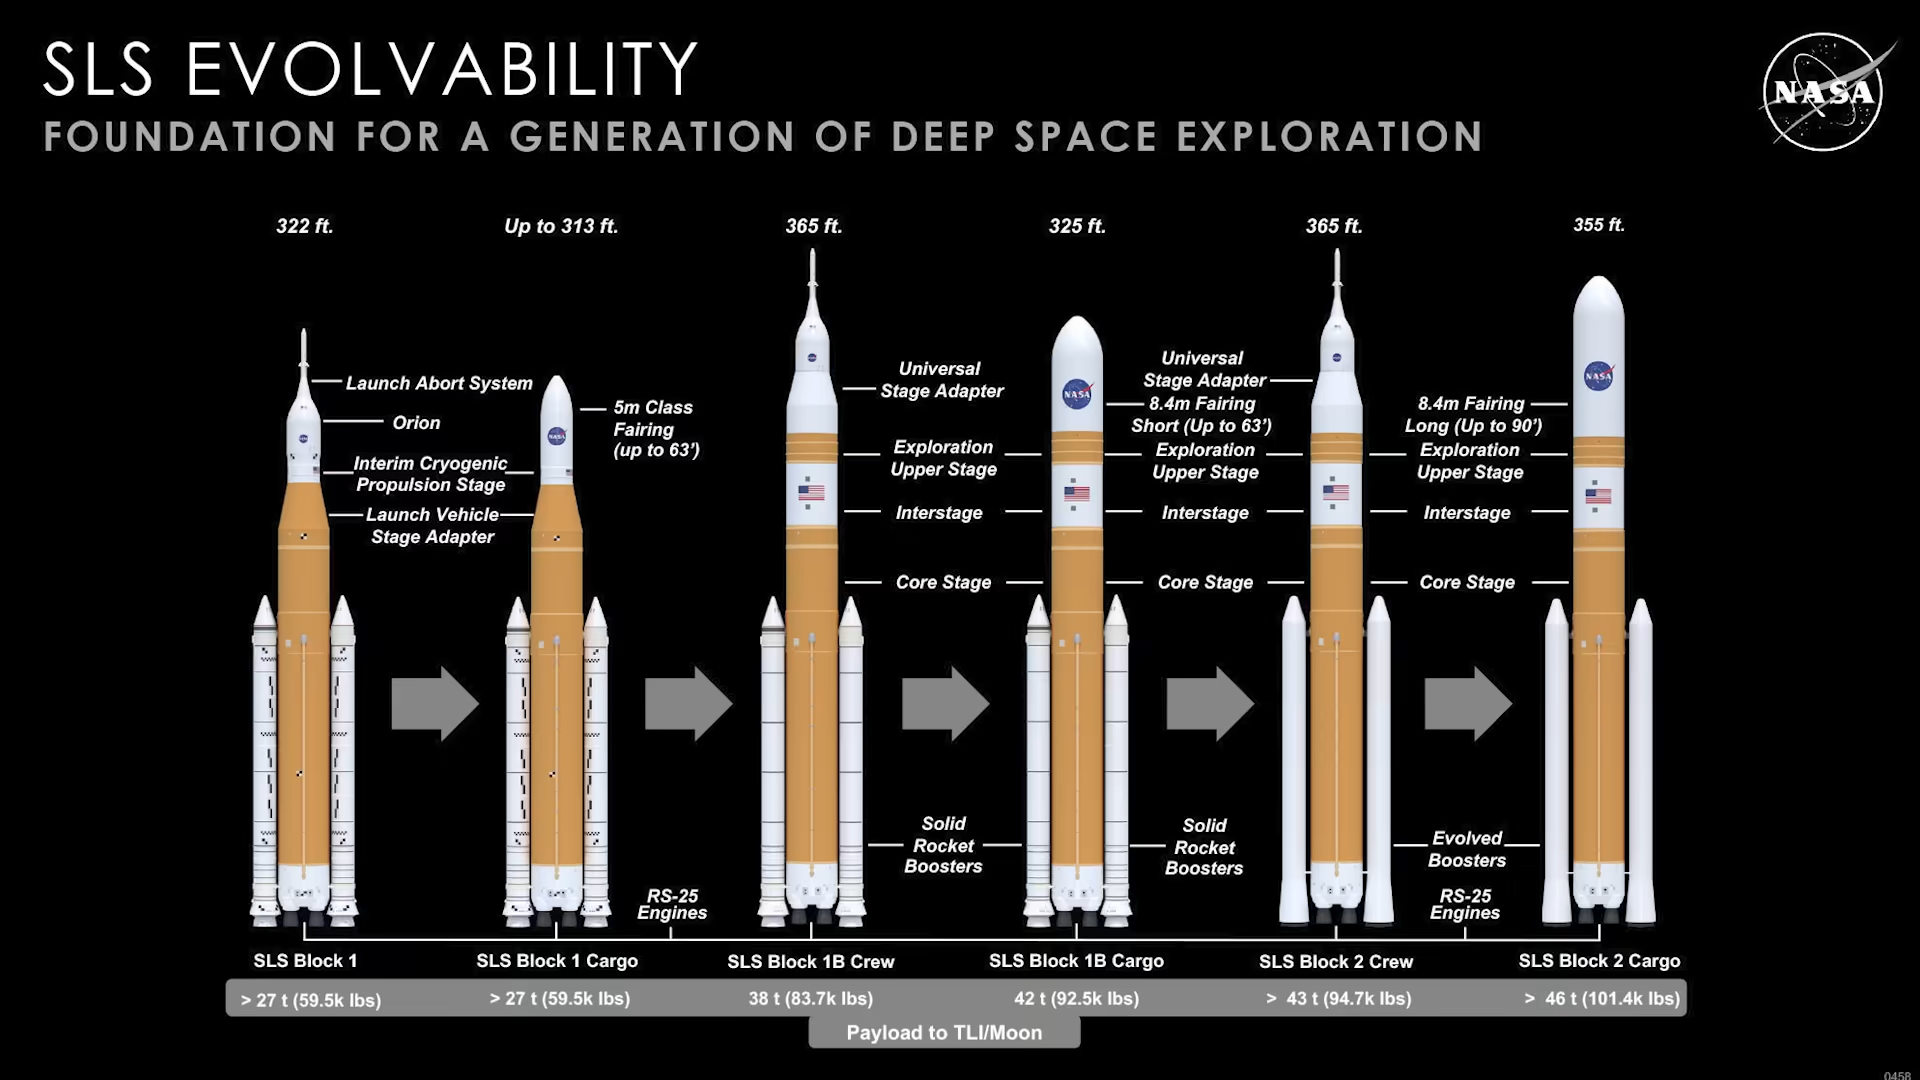 SLS EVOLVABILITY
FOUNDATION FOR A GENERATION OF DEEP SPACE EXPLORATION
NASA
322 ft.
Up to 313 ft.
365 ft.
325 ft.
365 ft.
355 ft.
Launch Abort System
Orion
Interim Cryogenic
Propulsion Stage
Launch Vehicle
Stage Adapter
5m Class
Fairing
(up to 63’)
NASA
Universal
Stage Adapter
Exploration
Upper Stage
Interstage
Core Stage
Solid
Rocket
Boosters
NASA
Universal
Stage Adapter
8.4m Fairing
Short (Up to 63’)
Exploration
Upper Stage
Interstage
Core Stage
Solid
Rocket
Boosters
8.4m Fairing
Long (Up to 90’)
Exploration
Upper Stage
Interstage
Core Stage
Evolved
Boosters
NASA
RS-25
Engines
RS-25
Engines
SLS Block 1
SLS Block 1 Cargo
SLS Block 1B Crew
SLS Block 1B Cargo
SLS Block 2 Crew
SLS Block 2 Cargo
> 27 t (59.5k lbs)
> 27 t (59.5k lbs)
38 t (83.7k lbs)
42 t (92.5k lbs)
> 43 t (94.7k lbs)
> 46 t (101.4k lbs)
Payload to TLI/Moon
0458